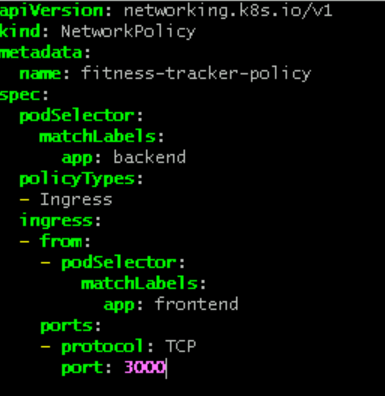 apiVersion: networking.k8s.io/v1
kind: NetworkPolicy
metadata:
  name: fitness-tracker-policy
spec:
  podSelector:
    matchLabels:
      app: backend
  policyTypes:
  - Ingress
  ingress:
  - from:
    - podSelector:
        matchLabels:
          app: frontend
    ports:
    - protocol: TCP
      port: 3000